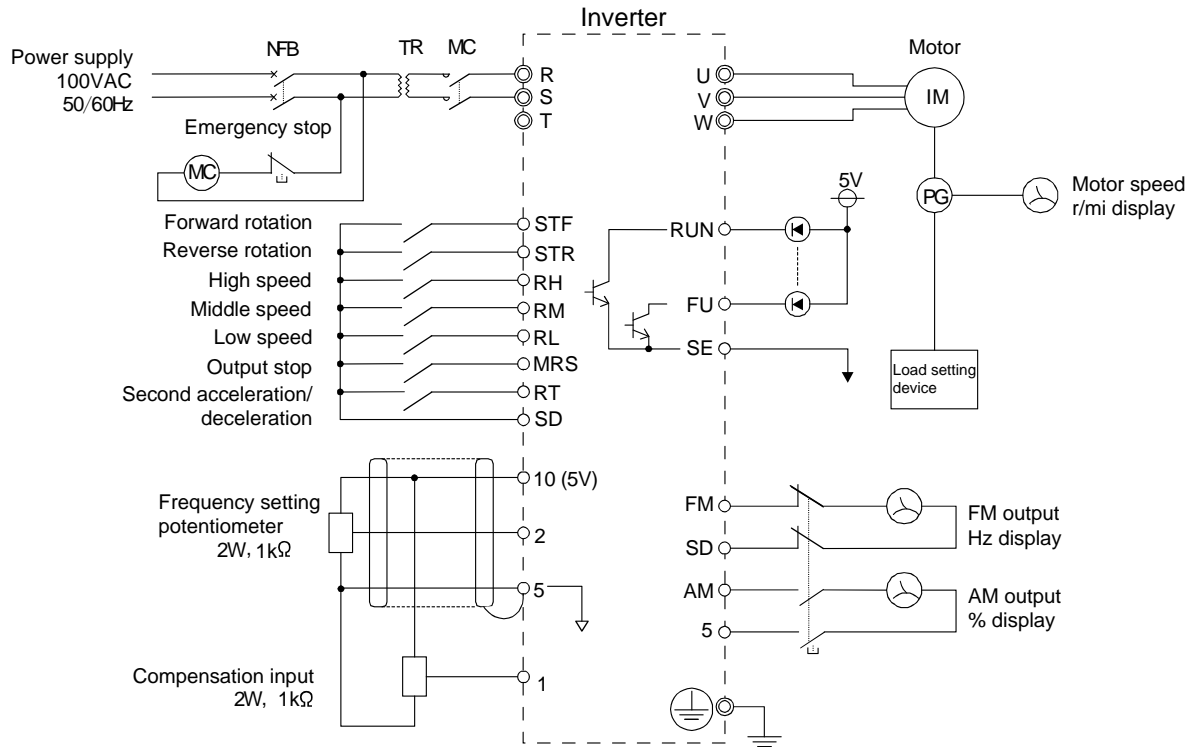 Inverter
Power supply
100VAC
50/60Hz
NFB
TR
MC
R
S
T
U
V
W
Motor
IM
Emergency stop
MC
PG
Motor speed
r/mi display
5V
Forward rotation
STF
Reverse rotation
STR
High speed
RH
Middle speed
RM
Low speed
RL
Output stop
MRS
Second acceleration/
deceleration
RT
SD
RUN
FU
SE
Load setting
device
10 (5V)
Frequency setting
potentiometer
2W, 1kΩ
2
5
Compensation input
2W, 1kΩ
1
FM
SD
FM output
Hz display
AM
5
AM output
% display